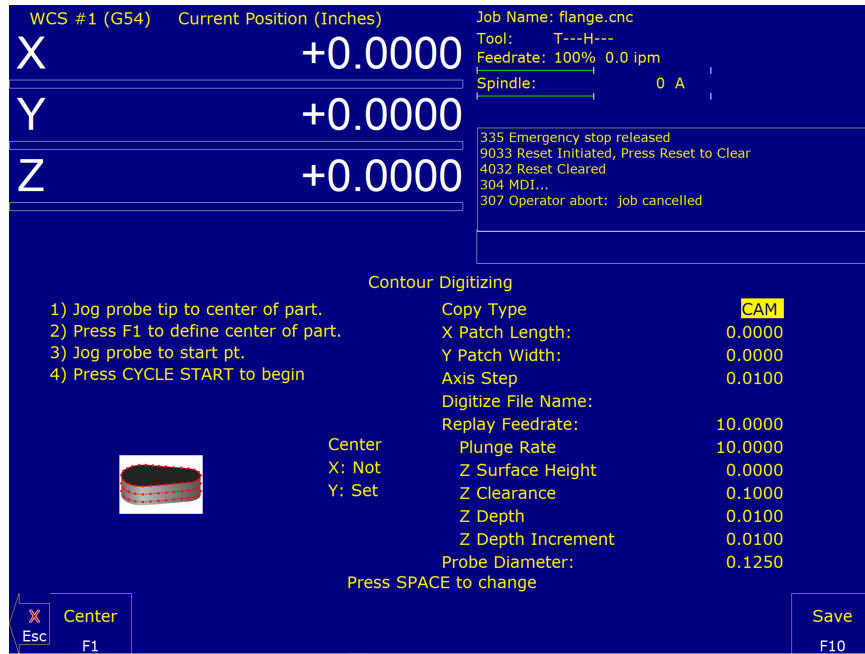 WCS #1 (G54) Current Position (Inches)
X +0.0000
Y +0.0000
Z +0.0000
Job Name: flange.cnc
Tool: T---H---
Feedrate: 100% 0.0 ipm
Spindle: 0 A
335 Emergency stop released
9033 Reset Initiated, Press Reset to Clear
4032 Reset Cleared
304 MDI...
307 Operator abort: job cancelled
Contour Digitizing
1) Jog probe tip to center of part.
2) Press F1 to define center of part.
3) Jog probe to start pt.
4) Press CYCLE START to begin
Center
X: Not
Y: Set
Copy Type CAM
X Patch Length: 0.0000
Y Patch Width: 0.0000
Axis Step 0.0100
Digitize File Name:
Replay Feedrate: 10.0000
Plunge Rate 10.0000
Z Surface Height 0.0000
Z Clearance 0.1000
Z Depth 0.0100
Z Depth Increment 0.0100
Probe Diameter: 0.1250
Press SPACE to change
X
Esc
Center
F1
Save
F10